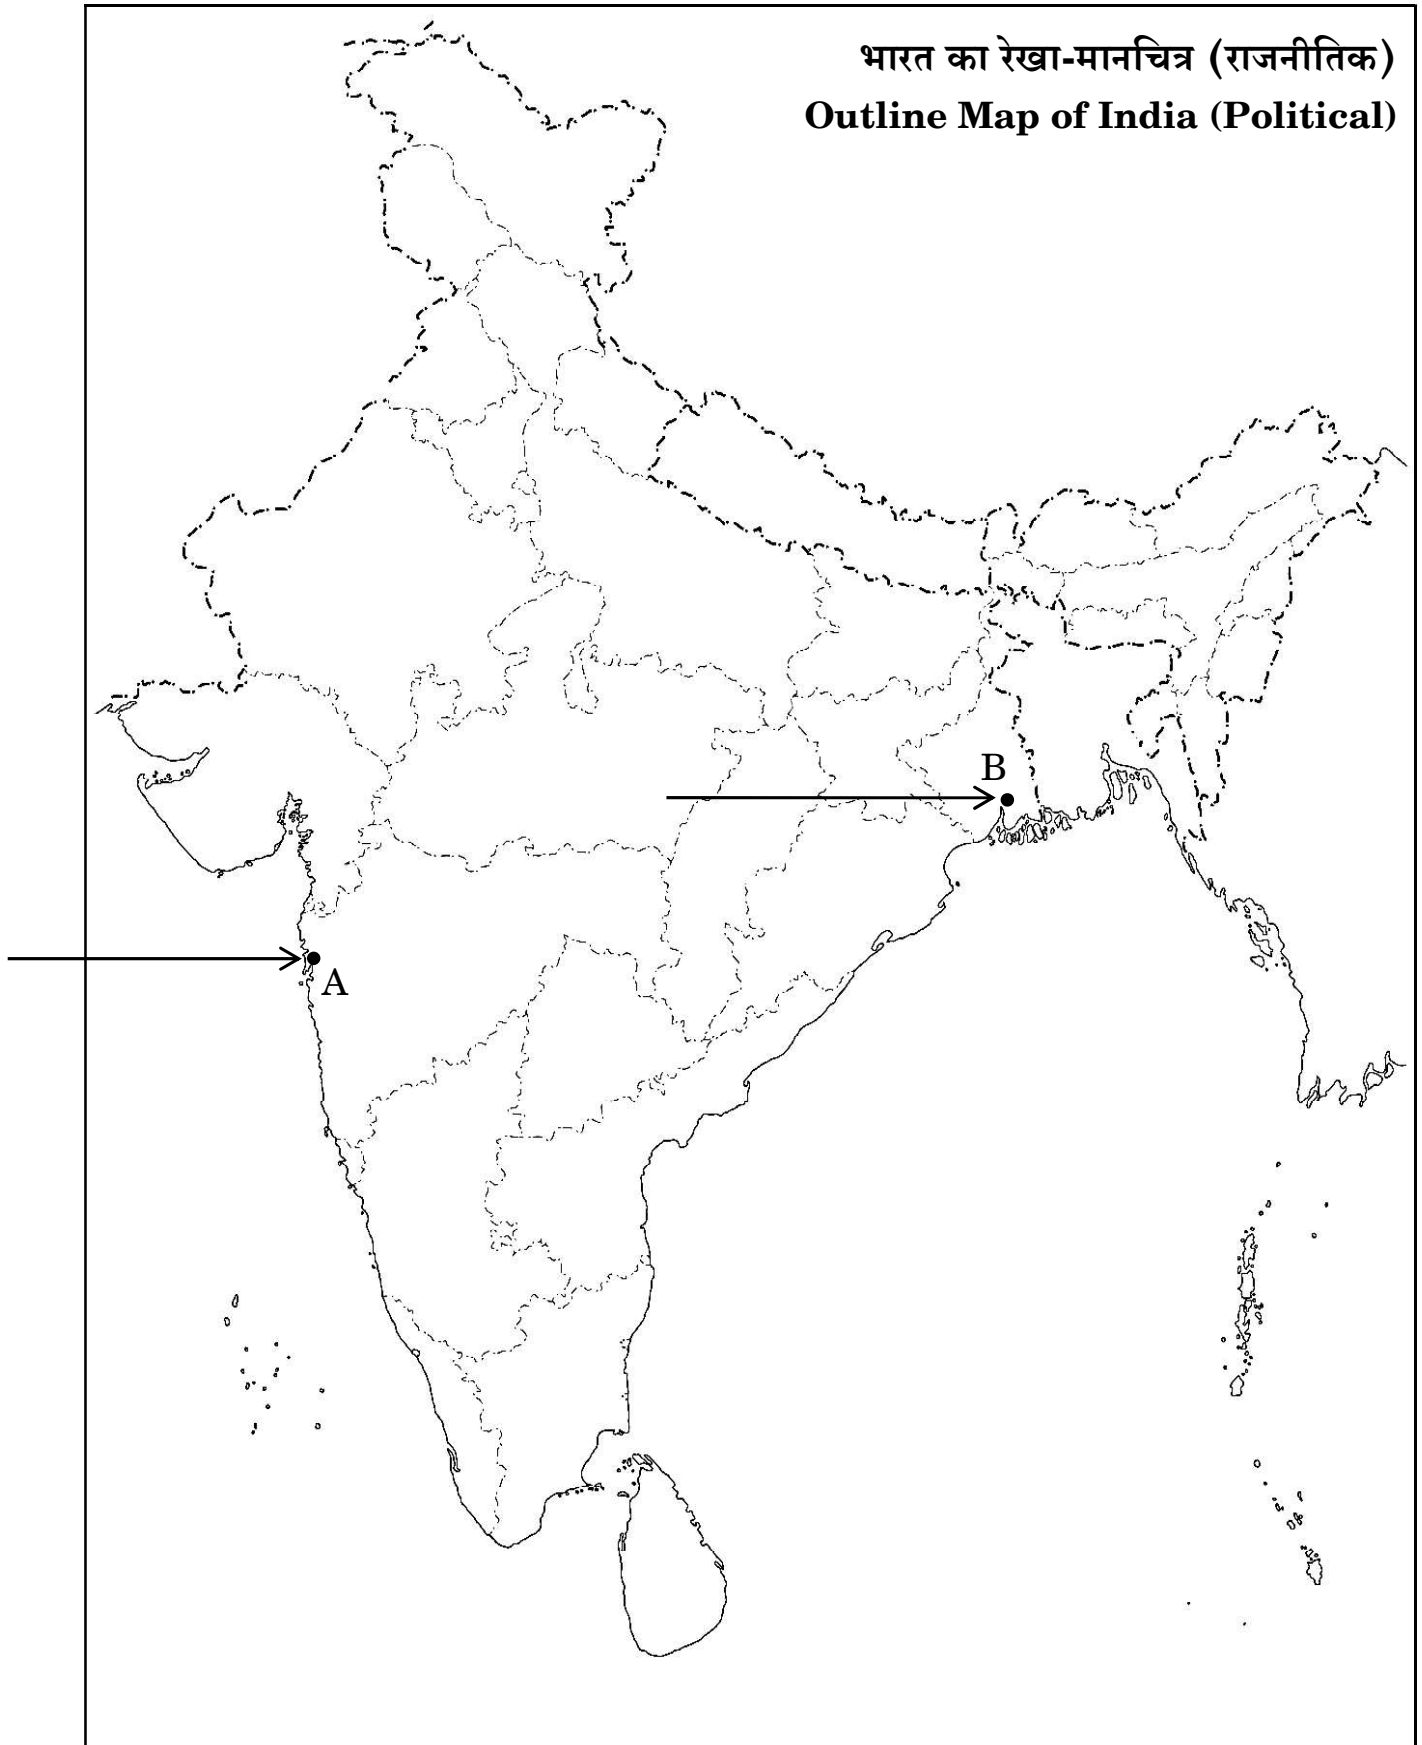 भारत का रेखा-मानचित्र (राजनीतिक)
Outline Map of India (Political)
B
A